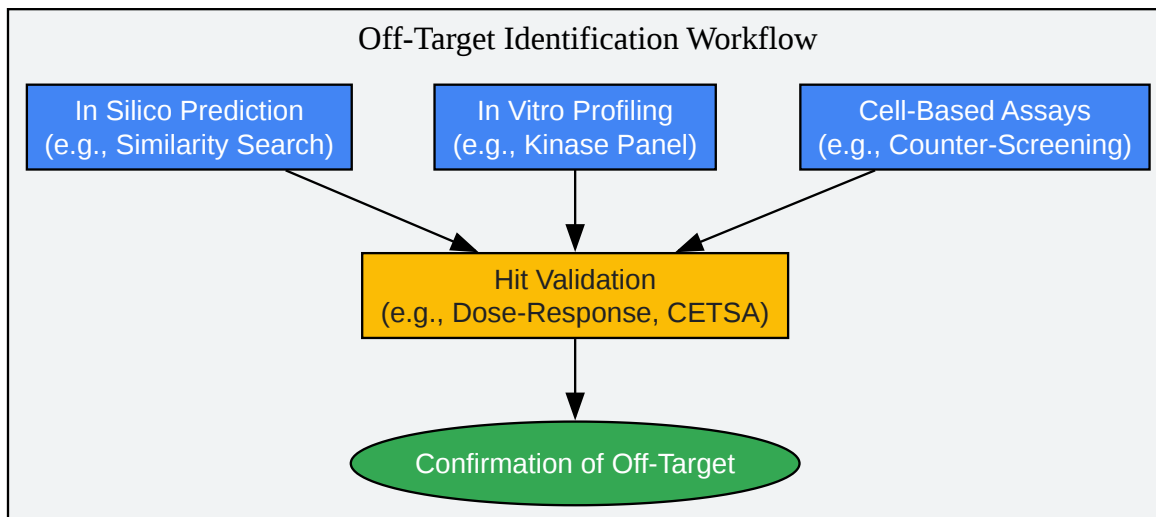 Off-Target Identification Workflow
In Silico Prediction
(e.g., Similarity Search)
In Vitro Profiling
(e.g., Kinase Panel)
Cell-Based Assays
(e.g., Counter-Screening)
Hit Validation
(e.g., Dose-Response, CETSA)
Confirmation of Off-Target